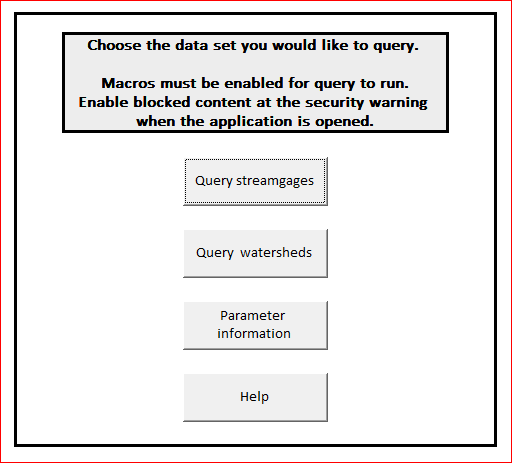 Choose the data set you would like to query.
Macros must be enabled for query to run.
Enable blocked content at the security warning
when the application is opened.
Query streamgages
Query  watersheds
Parameter
information
Help